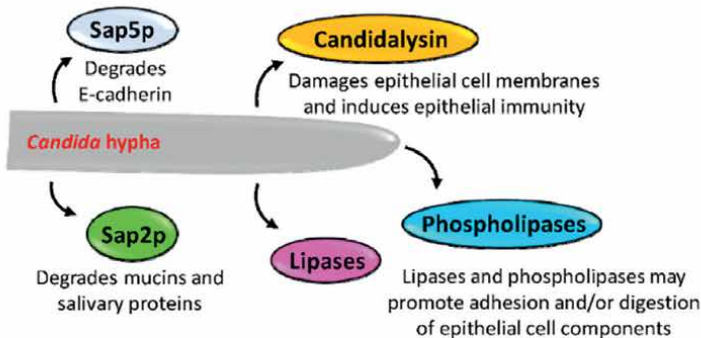 Sap5p
Degrades
E-cadherin
Candidalysin
Damages epithelial cell membranes
and induces epithelial immunity
Candida hypha
Sap2p
Degrades mucins and
salivary proteins
Lipases
Phospholipases
Lipases and phospholipases may
promote adhesion and/or digestion
of epithelial cell components